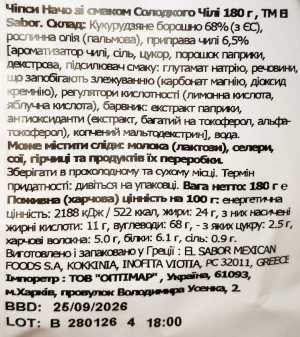 Чіпси Начо зі смаком Солодкого Чілі 180 г , ТМ El
Sabor. Склад: Кукурудзяне борошно 68% (з ЄС),
рослинна олія (пальмова), приправа чилі 6,5%
[ароматизатор чилі, сіль, цукор, порошок паприки,
декстроза, підсилювач смаку: глутамат натрію, речовини,
що запобігають злежуванню (карбонат магнію, діоксид
кремнію), регулятори кислотності (лимонна кислота,
яблучна кислота), барвник: екстракт паприки,
антиоксиданти (екстракт, багатий на токоферол, альфа-
токоферол), копчений мальтодекстрин], вода.
Може містити сліди: молока (лактози), селери,
сої, гірчиці та продуктів їх переробки.
Зберігати в прохолодному та сухому місці. Термін
придатності: дивіться на упаковці. Вага нетто: 180 г ℮
Поживна (харчова) цінність на 100 г: енергетична
цінність: 2188 кДж / 522 ккал, жири: 24 г, з них насичені
жирні кислоти: 11 г, вуглеводи: 68 г, - з яких цукри: 2.5 г,
харчові волокна: 5.0 г, білки: 6.1 г, сіль: 0.9 г.
Виготовлено і запаковано у Греції : EL SABOR MEXICAN
FOODS S.A, KOKKINIA, INOFITA VIOTIA, PC 32011, GREECE
Імпортер : ТОВ "ОПТІМАР" , Україна, 61093,
м.Харків, провулок Володимира Усенка, 2.
BBD: 25/09/2026
LOT: B 280126 4 18:00